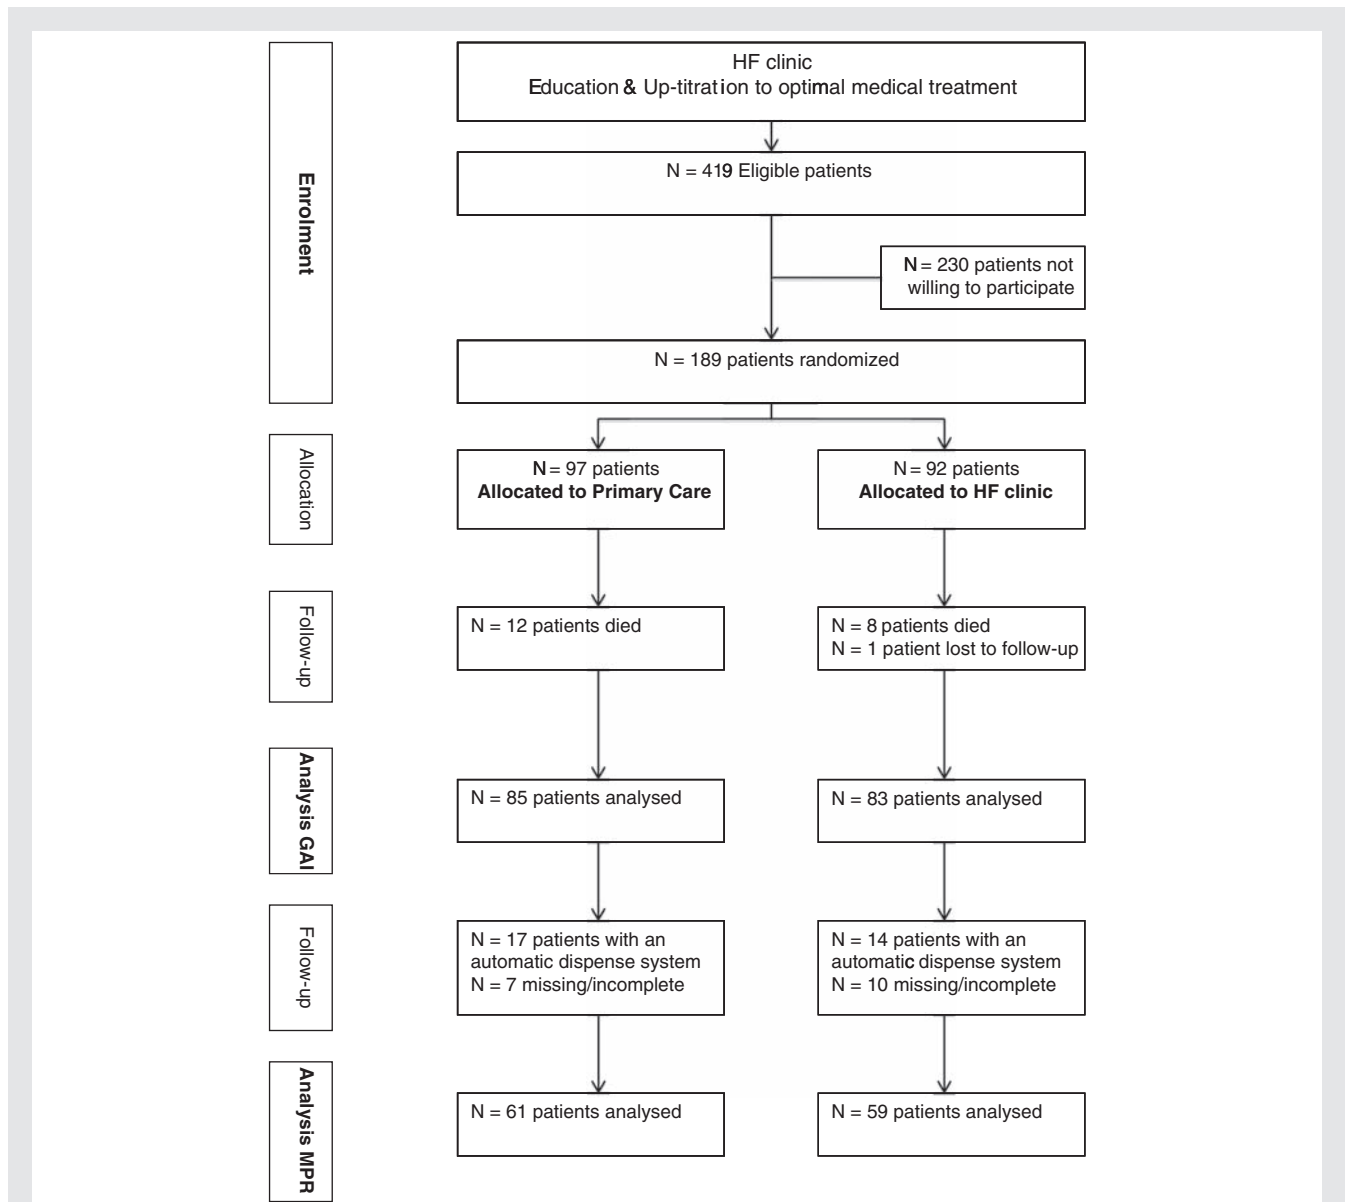 HF clinic
Education & Up-titration to optimal medical treatment
N = 419 Eligible patients
Enrolment
N = 230 patients not
willing to participate
N = 189 patients randomized
Allocation
N = 97 patients
Allocated to Primary Care
N = 92 patients
Allocated to HF clinic
Follow-up
N = 12 patients died
N = 8 patients died
N = 1 patient lost to follow-up
Analysis GAI
N = 85 patients analysed
N = 83 patients analysed
Follow-up
N = 17 patients with an
automatic dispense system
N = 7 missing/incomplete
N = 14 patients with an
automatic dispense system
N = 10 missing/incomplete
Analysis MPR
N = 61 patients analysed
N = 59 patients analysed